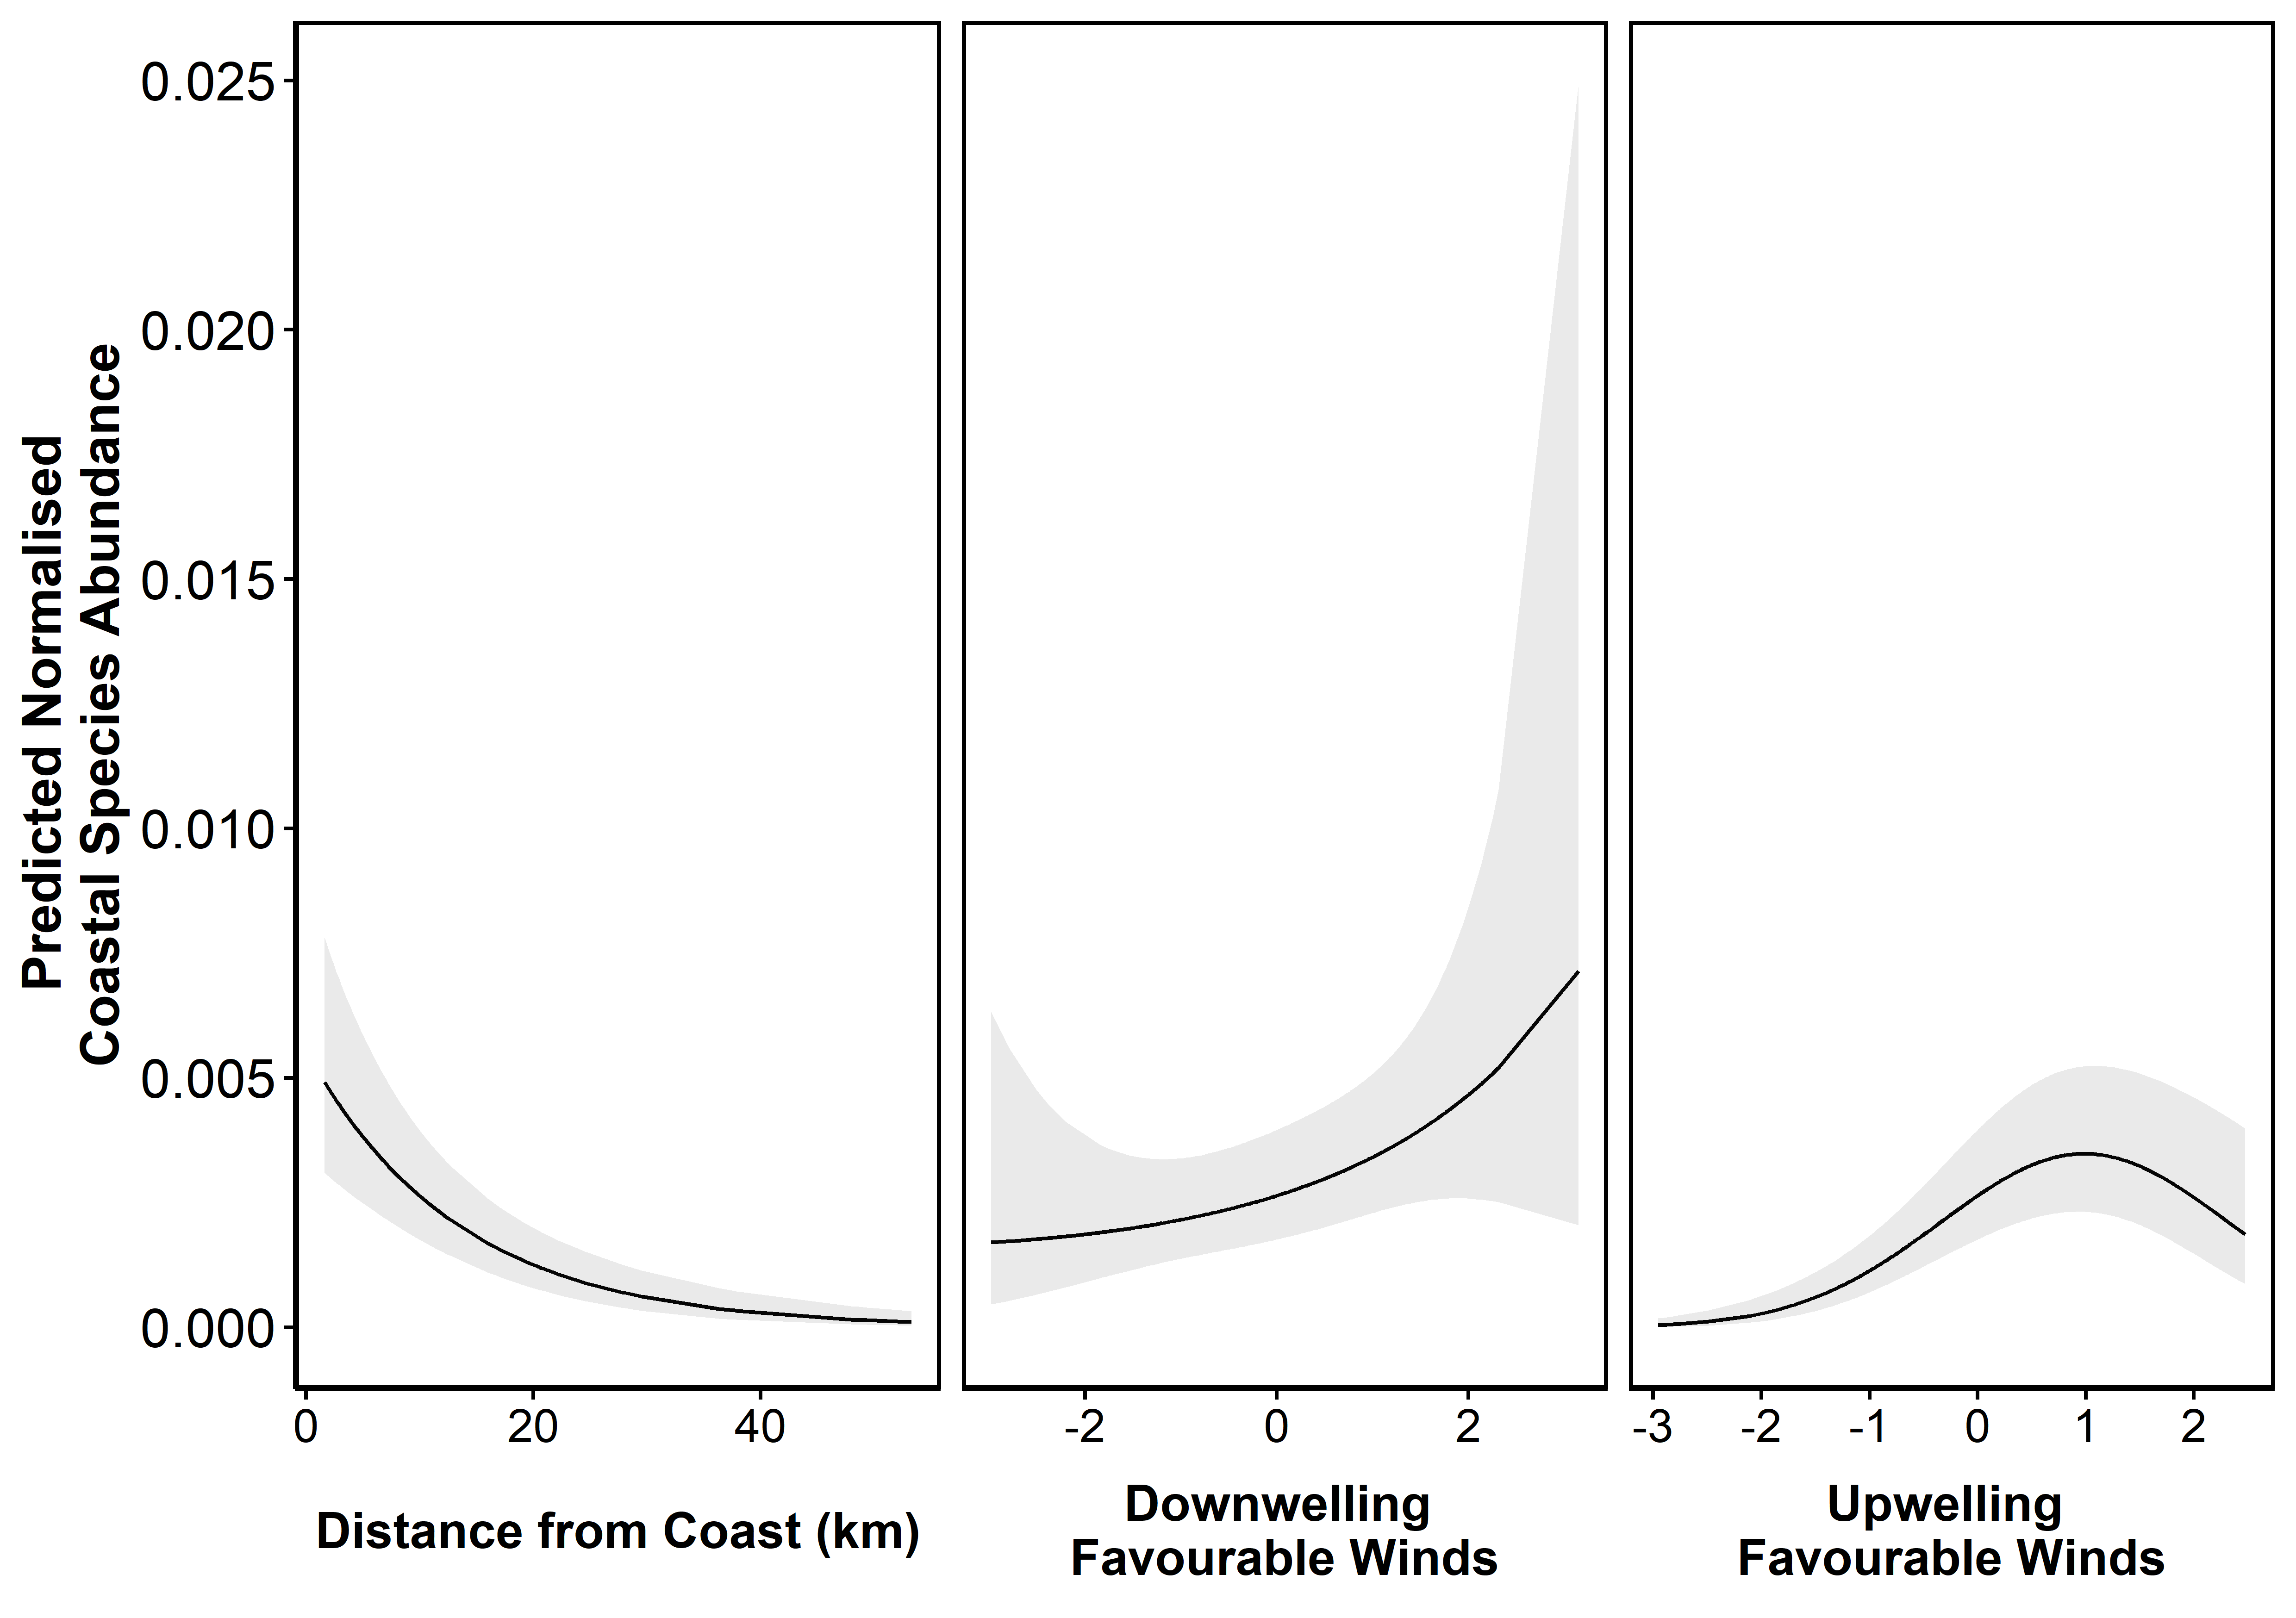 Predicted Normalised
Coastal Species Abundance
0.025
0.020
0.015
0.010
0.005
0.000
0 20 40
-2 0 2
-3 -2 -1 0 1 2
Distance from Coast (km)
Downwelling
Favourable Winds
Upwelling
Favourable Winds